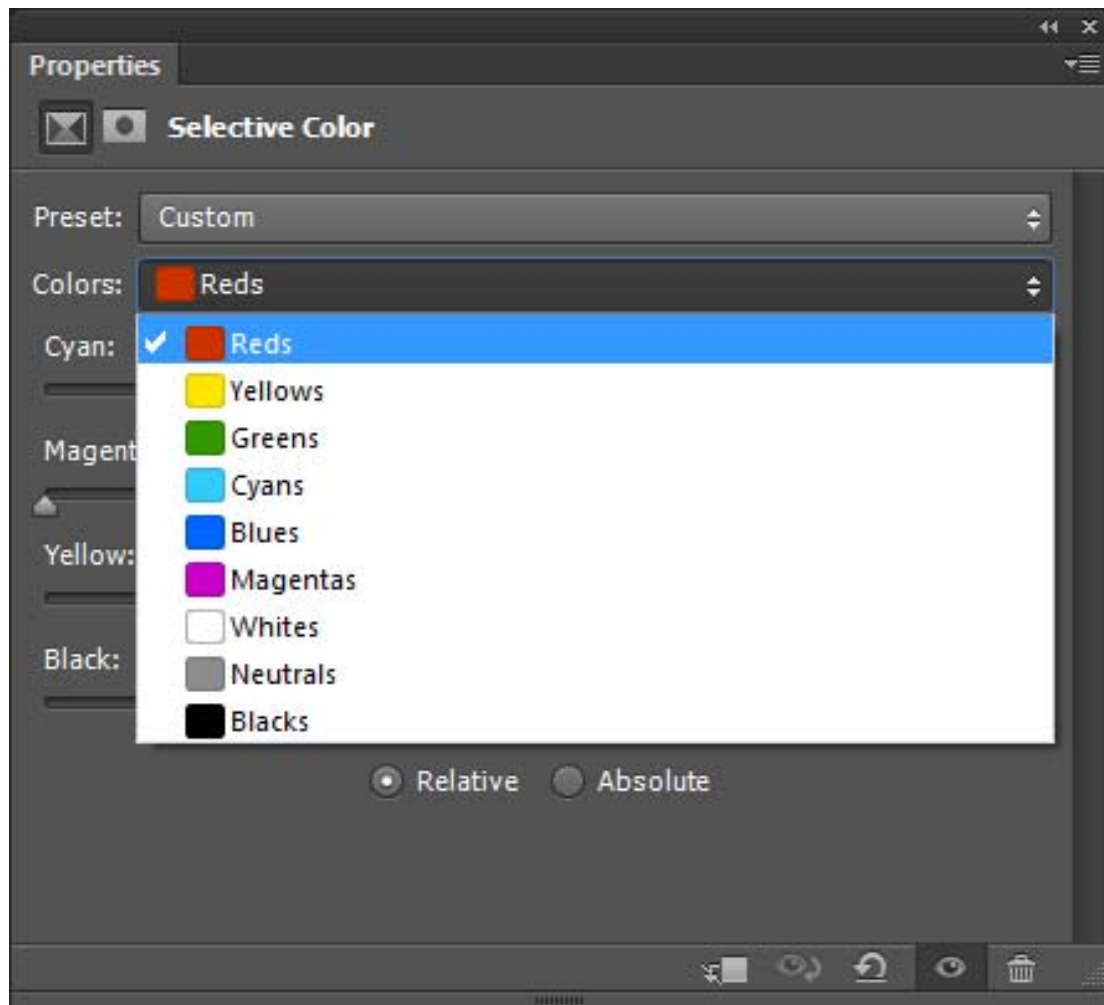 Properties
Selective Color
Preset: Custom
Colors: Reds
Cyan:
Reds
Yellows
Greens
Magent
Cyans
Blues
Yellow:
Magentas
Whites
Black:
Neutrals
Blacks
Relative Absolute